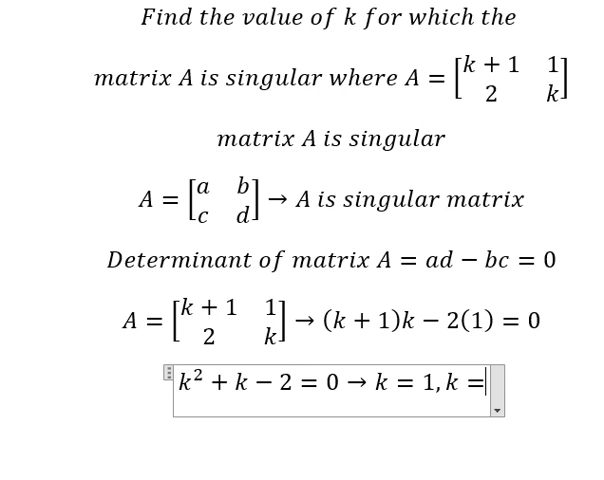 Find the value of k for which the
matrix A is singular where A = [k + 1 1
2 k]
matrix A is singular
A = [a b
c d] → A is singular matrix
Determinant of matrix A = ad − bc = 0
A = [k + 1 1
2 k] → (k + 1)k − 2(1) = 0
k² + k − 2 = 0 → k = 1, k =